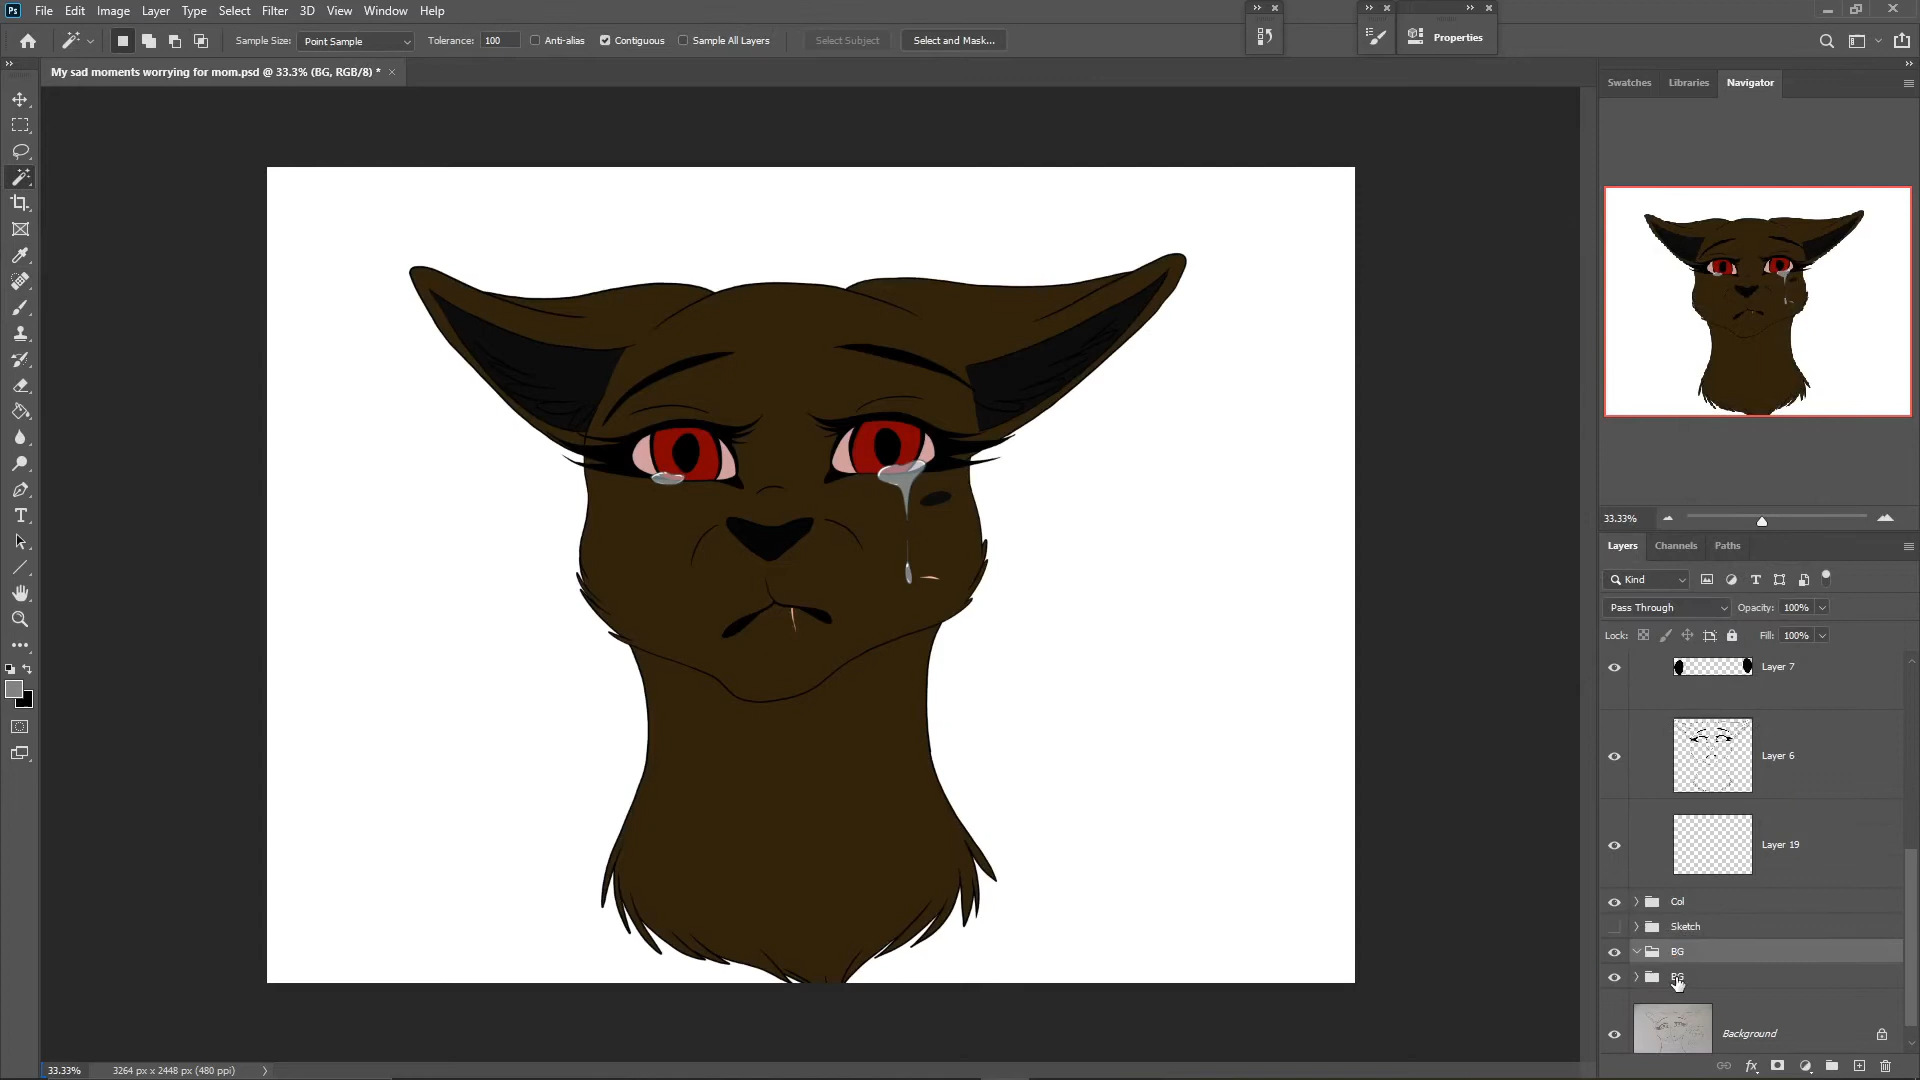 Ps File Edit Image Layer Type Select Filter 3D View Window Help
Sample Size: Point Sample Tolerance: 100 Anti-alias Contiguous Sample All Layers Select Subject Select and Mask... Properties
My sad moments worrying for mom.psd @ 33.3% (BG, RGB/8) * ×
Swatches Libraries Navigator
33.33%
Layers Channels Paths
Kind
Pass Through Opacity: 100%
Lock: Fill: 100%
Layer 7
Layer 6
Layer 19
Col
Sketch
BG
BG
Background
fx
33.33% 3264 px x 2448 px (480 ppi)